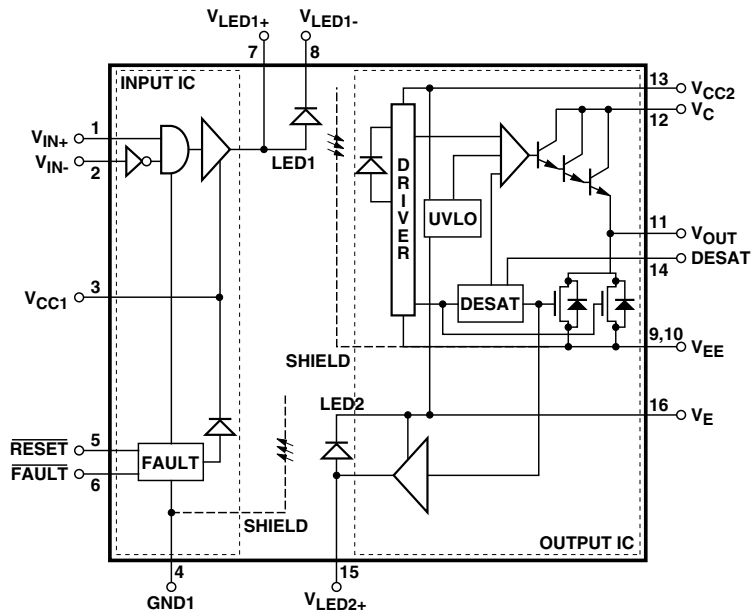 VLED1+
VLED1-
7
8
INPUT IC
13
VCC2
12
VC
VIN+
1
VIN-
2
LED1
DRIVER
UVLO
11
VOUT
DESAT
14
3
VCC1
DESAT
9,10
VEE
SHIELD
LED2
16
VE
RESET
5
FAULT
6
FAULT
SHIELD
OUTPUT IC
4
GND1
15
VLED2+